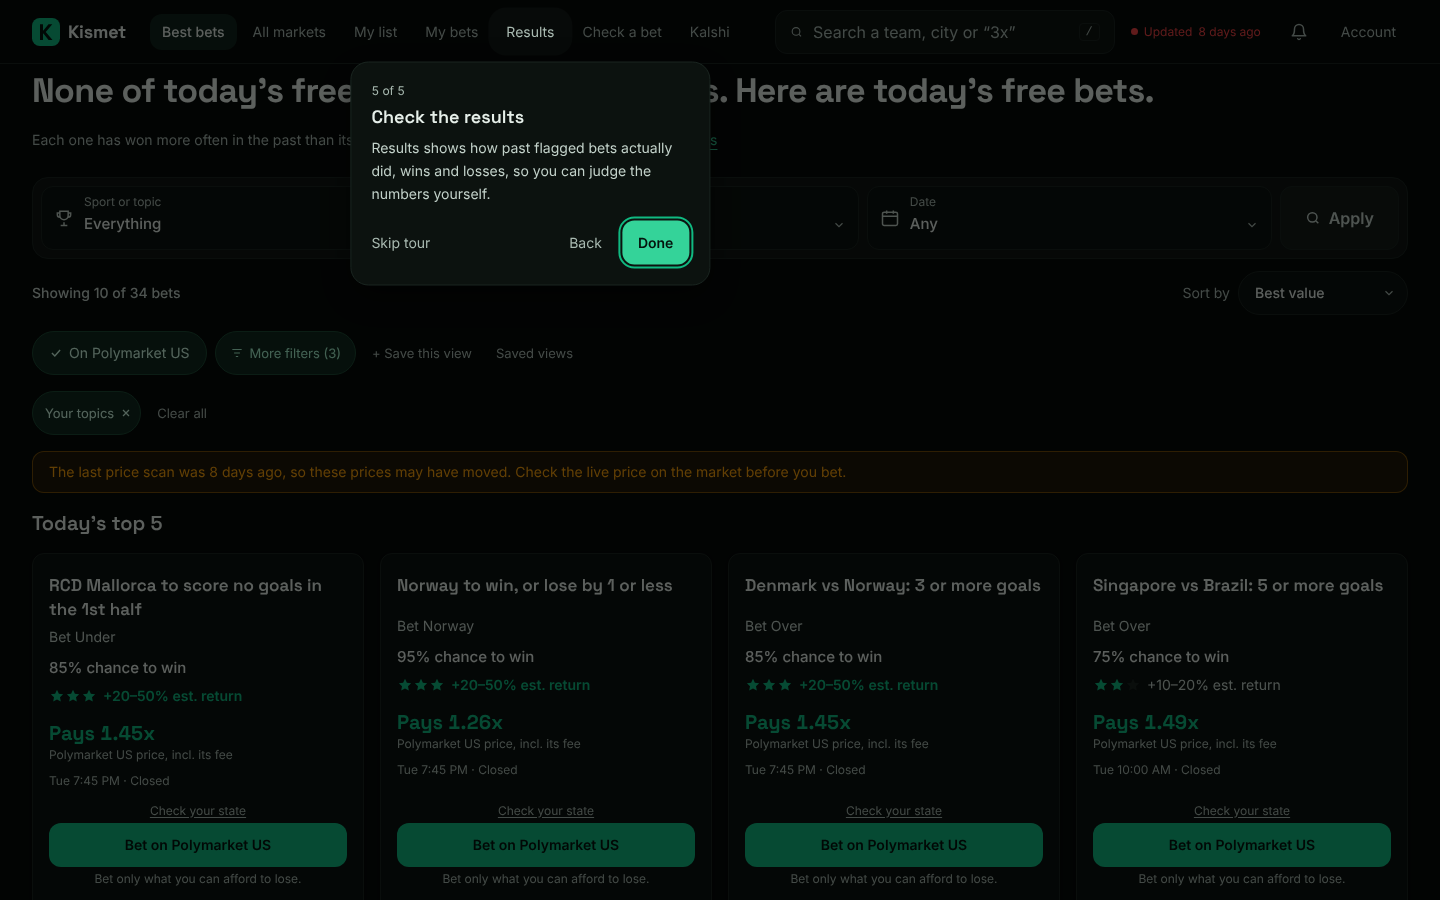 K Kismet Best bets All markets My list My bets Results Check a bet Kalshi Search a team, city or “3x” / Updated 8 days ago Account
None of today’s free s. Here are today’s free bets.
Each one has won more often in the past than its s
5 of 5
Check the results
Results shows how past flagged bets actually
did, wins and losses, so you can judge the
numbers yourself.
Skip tour Back Done
Sport or topic
Everything
Date
Any
Apply
Showing 10 of 34 bets
Sort by Best value
On Polymarket US More filters (3) + Save this view Saved views
Your topics × Clear all
The last price scan was 8 days ago, so these prices may have moved. Check the live price on the market before you bet.
Today’s top 5
RCD Mallorca to score no goals in
the 1st half
Bet Under
85% chance to win
+20–50% est. return
Pays 1.45x
Polymarket US price, incl. its fee
Tue 7:45 PM · Closed
Check your state
Bet on Polymarket US
Bet only what you can afford to lose.
Norway to win, or lose by 1 or less
Bet Norway
95% chance to win
+20–50% est. return
Pays 1.26x
Polymarket US price, incl. its fee
Tue 7:45 PM · Closed
Check your state
Bet on Polymarket US
Bet only what you can afford to lose.
Denmark vs Norway: 3 or more goals
Bet Over
85% chance to win
+20–50% est. return
Pays 1.45x
Polymarket US price, incl. its fee
Tue 7:45 PM · Closed
Check your state
Bet on Polymarket US
Bet only what you can afford to lose.
Singapore vs Brazil: 5 or more goals
Bet Over
75% chance to win
+10–20% est. return
Pays 1.49x
Polymarket US price, incl. its fee
Tue 10:00 AM · Closed
Check your state
Bet on Polymarket US
Bet only what you can afford to lose.